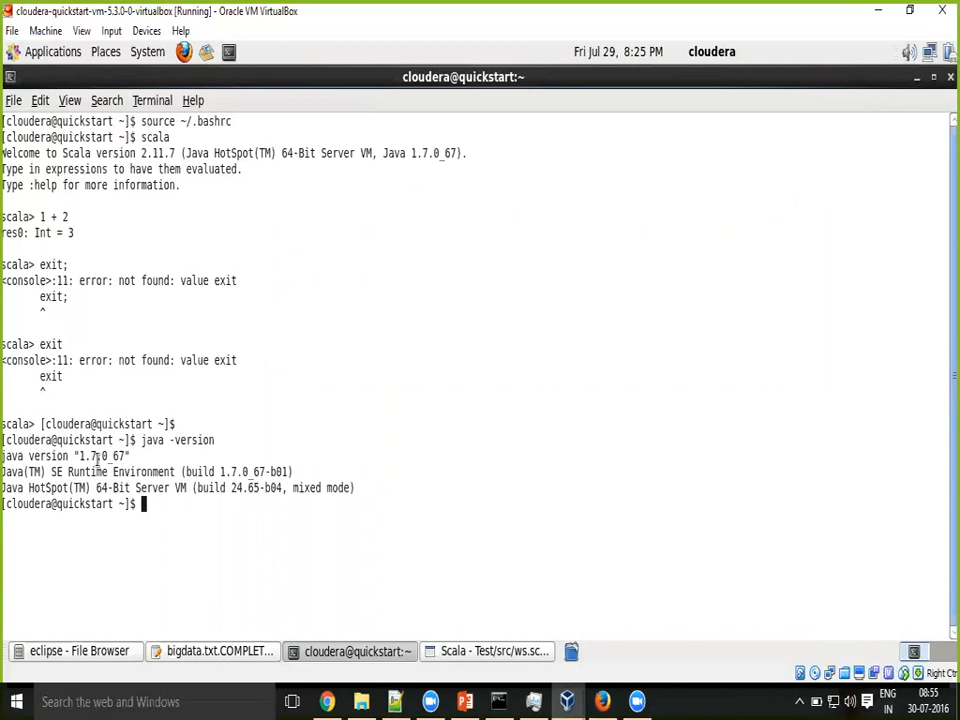 cloudera-quickstart-vm-5.3.0-0-virtualbox [Running] - Oracle VM VirtualBox
File Machine View Input Devices Help
Applications Places System Fri Jul 29, 8:25 PM cloudera
cloudera@quickstart:~
File Edit View Search Terminal Help
[cloudera@quickstart ~]$ source ~/.bashrc
[cloudera@quickstart ~]$ scala
Welcome to Scala version 2.11.7 (Java HotSpot(TM) 64-Bit Server VM, Java 1.7.0_67).
Type in expressions to have them evaluated.
Type :help for more information.
scala> 1 + 2
res0: Int = 3
scala> exit;
<console>:11: error: not found: value exit
exit;
^
scala> exit
<console>:11: error: not found: value exit
exit
^
scala> [cloudera@quickstart ~]$
[cloudera@quickstart ~]$ java -version
java version "1.7.0_67"
Java(TM) SE Runtime Environment (build 1.7.0_67-b01)
Java HotSpot(TM) 64-Bit Server VM (build 24.65-b04, mixed mode)
[cloudera@quickstart ~]$
eclipse - File Browser bigdata.txt.COMPLET... cloudera@quickstart:~ Scala - Test/src/ws.sc...
Right Ctrl
Search the web and Windows ENG 08:55
IN 30-07-2016